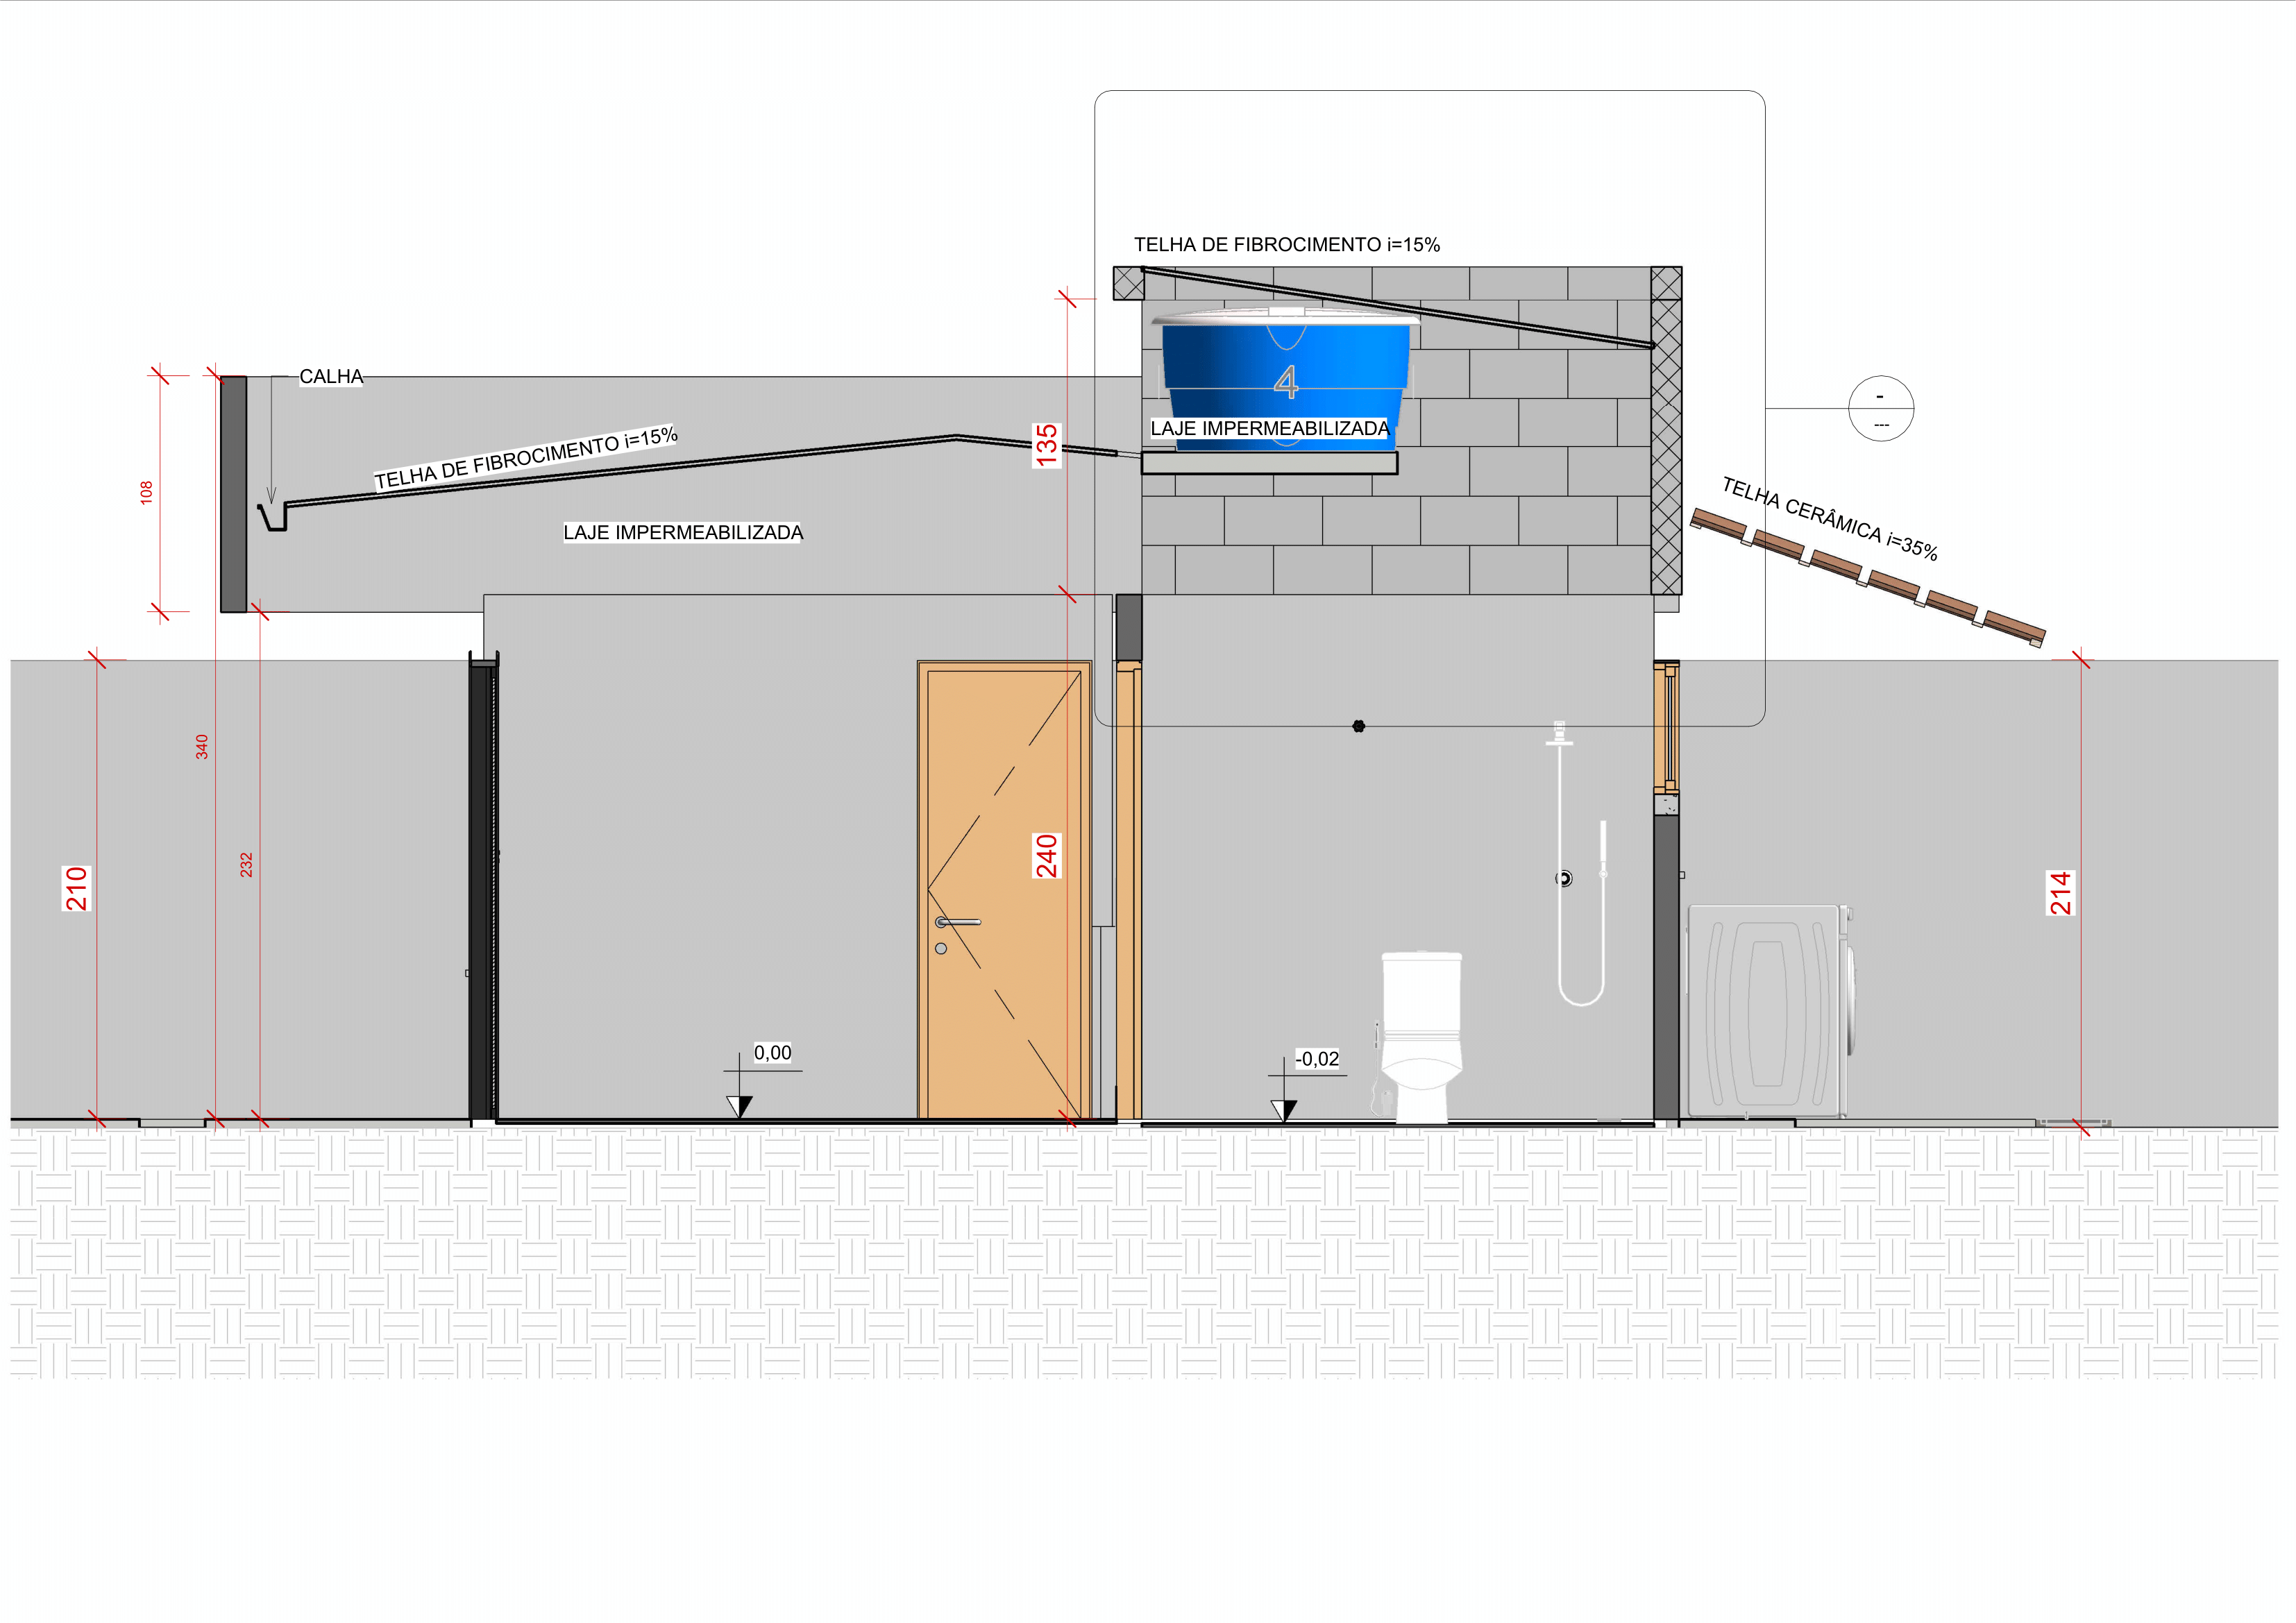 TELHA DE FIBROCIMENTO i=15%
CALHA
4
-
---
LAJE IMPERMEABILIZADA
TELHA DE FIBROCIMENTO i=15%
135
108
TELHA CERÂMICA i=35%
LAJE IMPERMEABILIZADA
340
232
240
210
214
0,00
-0,02